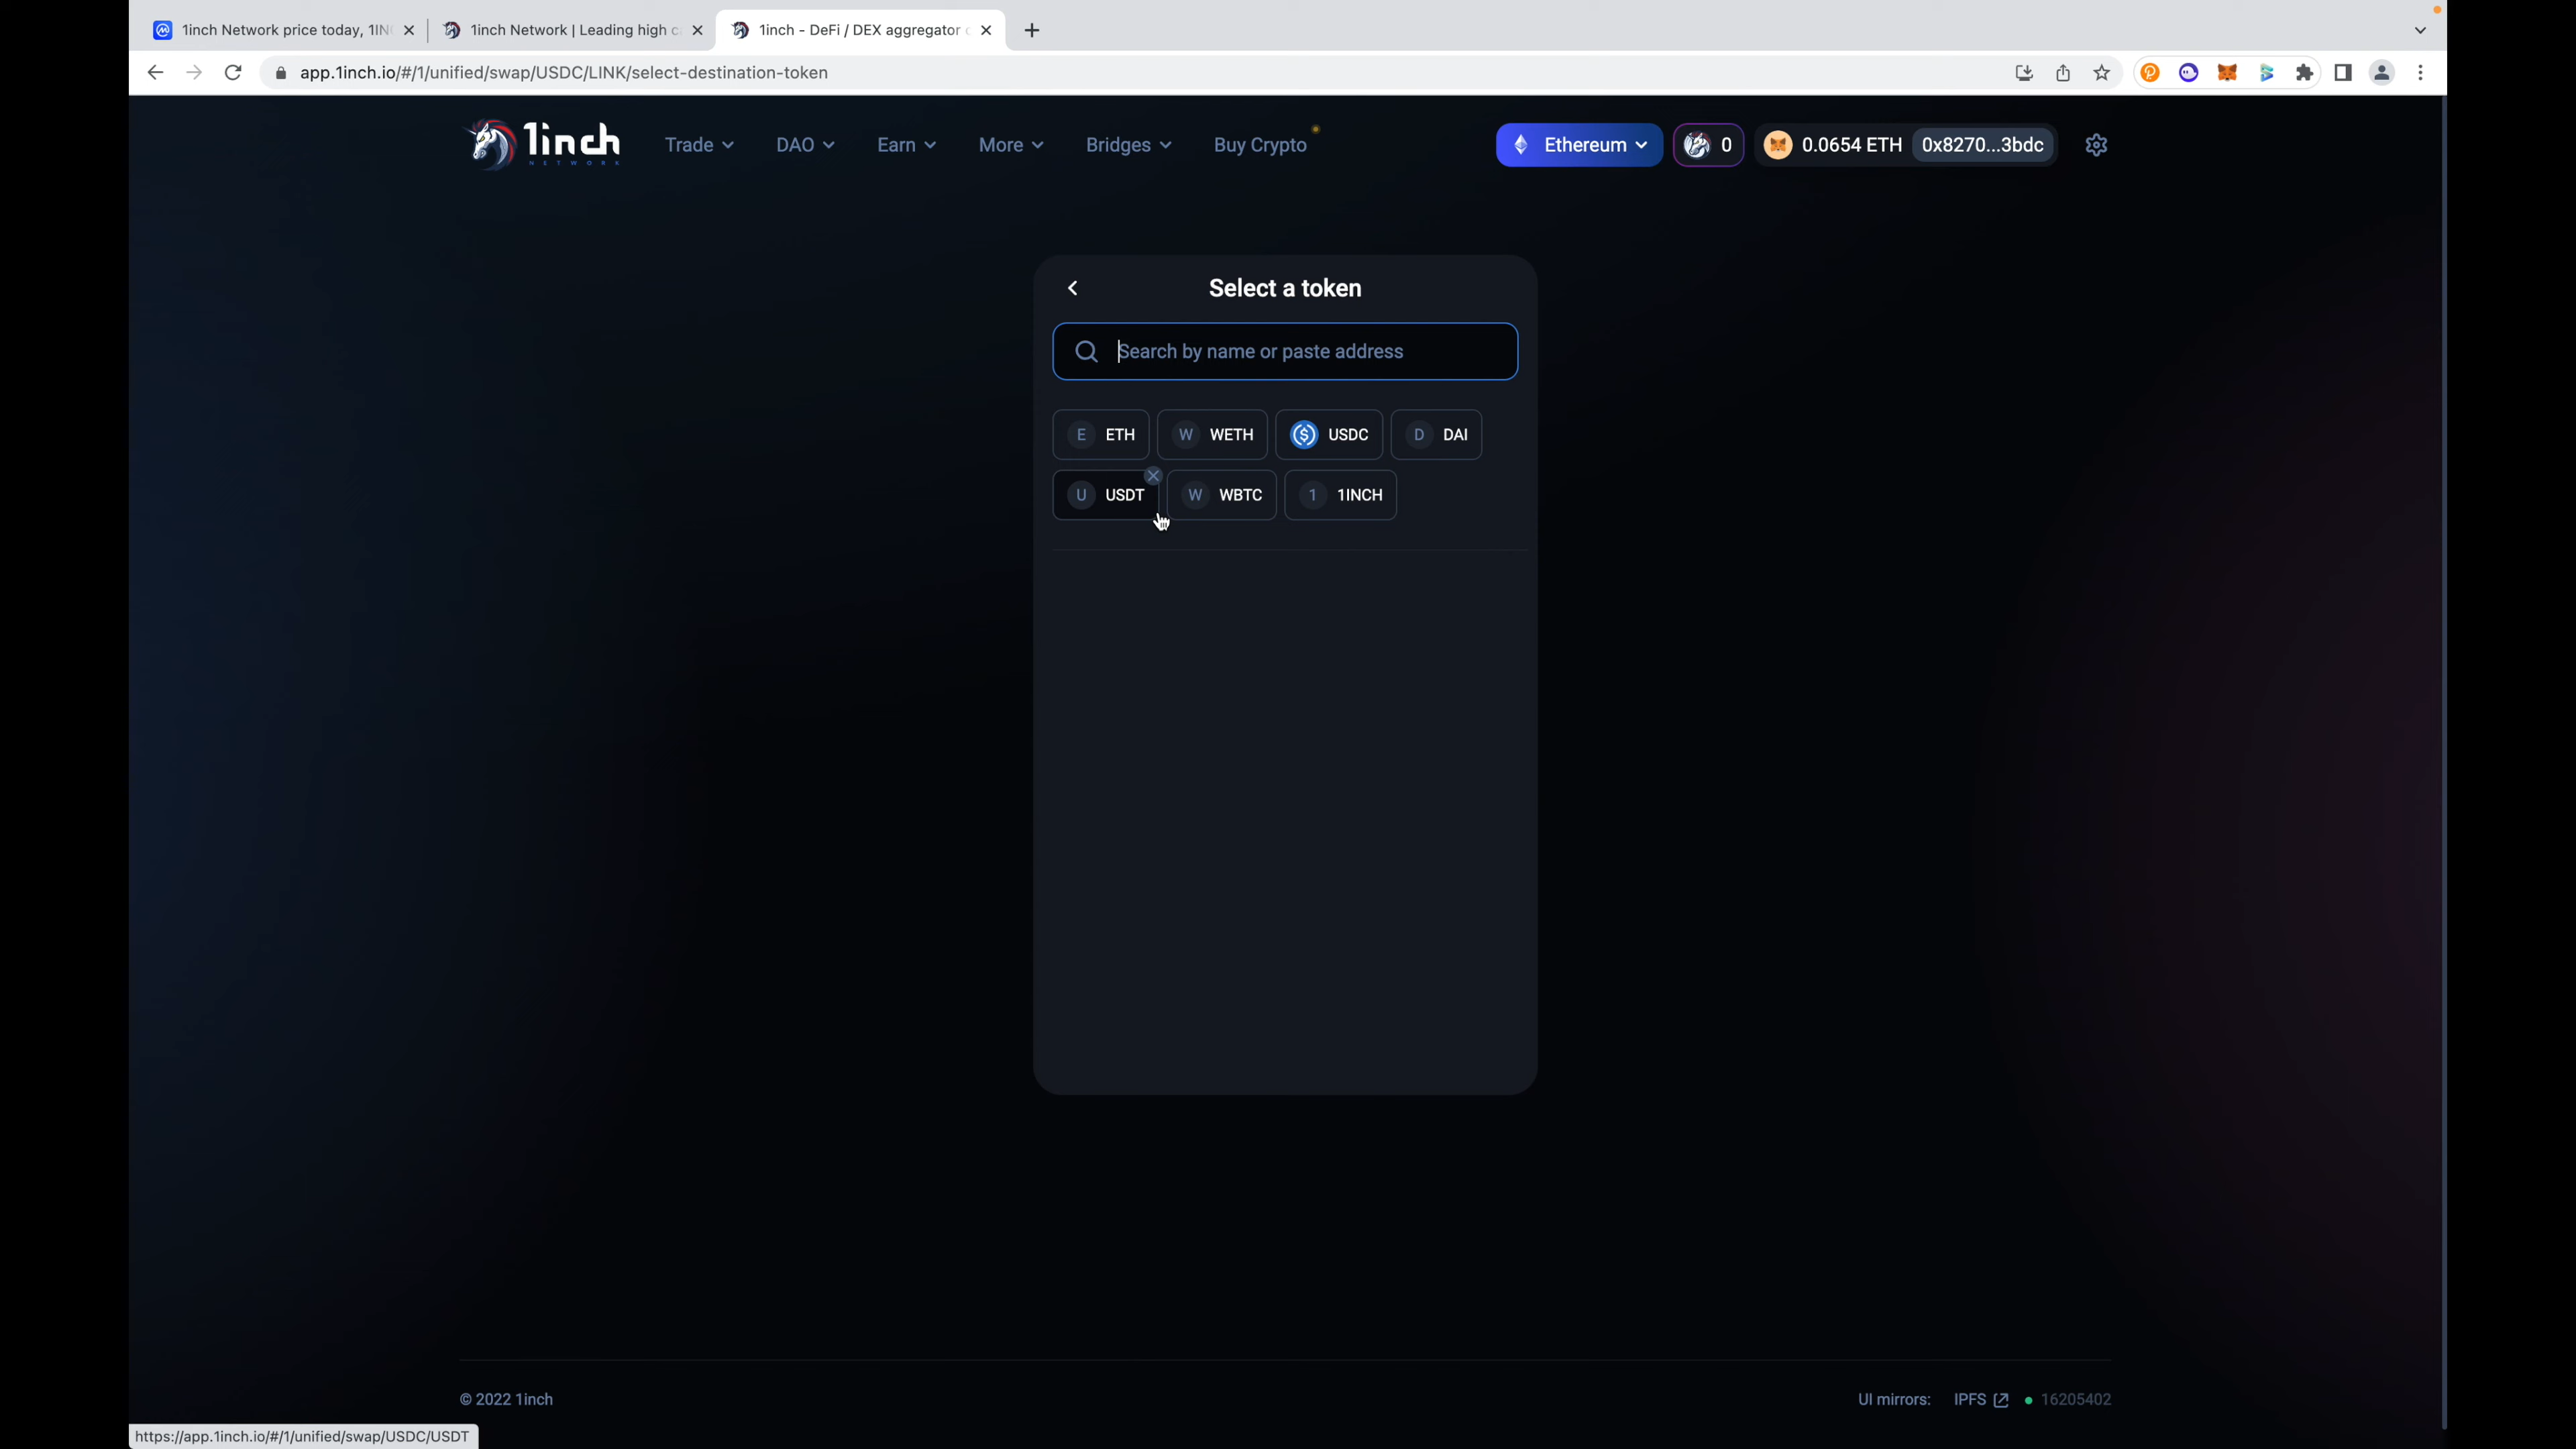 1inch Network price today, 1IN
1inch Network | Leading high c
1inch - DeFi / DEX aggregator
app.1inch.io/#/1/unified/swap/USDC/LINK/select-destination-token
1inch
NETWORK
Trade
DAO
Earn
More
Bridges
Buy Crypto
Ethereum
0
0.0654 ETH
0x8270...3bdc
Select a token
Search by name or paste address
E ETH
W WETH
USDC
D DAI
U USDT
W WBTC
1 1INCH
© 2022 1inch
UI mirrors:
IPFS
16205402
https://app.1inch.io/#/1/unified/swap/USDC/USDT